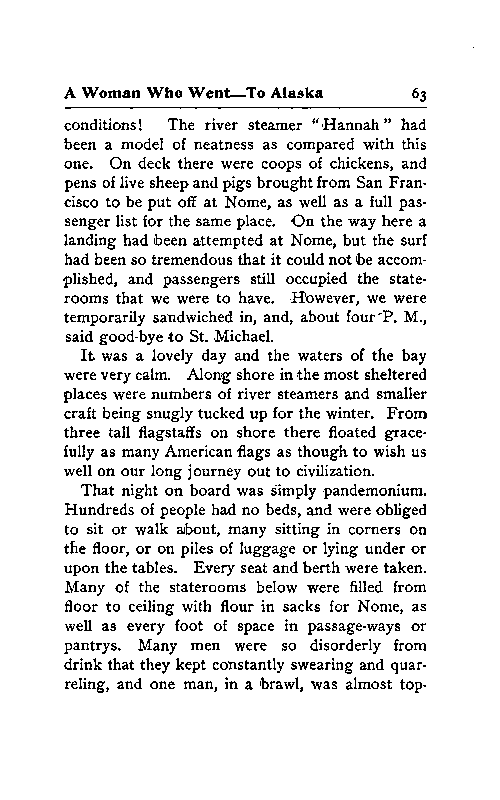 A Woman Who Went—To Alaska 63
conditions! The river steamer "Hannah" had
been a model of neatness as compared with this
one. On deck there were coops of chickens, and
pens of live sheep and pigs brought from San Fran-
cisco to be put off at Nome, as well as a full pas-
senger list for the same place. On the way here a
landing had been attempted at Nome, but the surf
had been so tremendous that it could not be accom-
plished, and passengers still occupied the state-
rooms that we were to have. However, we were
temporarily sandwiched in, and, about four P. M.,
said good-bye to St. Michael.
It was a lovely day and the waters of the bay
were very calm. Along shore in the most sheltered
places were numbers of river steamers and smaller
craft being snugly tucked up for the winter. From
three tall flagstaffs on shore there floated grace-
fully as many American flags as though to wish us
well on our long journey out to civilization.
That night on board was simply pandemonium.
Hundreds of people had no beds, and were obliged
to sit or walk about, many sitting in corners on
the floor, or on piles of luggage or lying under or
upon the tables. Every seat and berth were taken.
Many of the staterooms below were filled from
floor to ceiling with flour in sacks for Nome, as
well as every foot of space in passage-ways or
pantrys. Many men were so disorderly from
drink that they kept constantly swearing and quar-
reling, and one man, in a brawl, was almost top-